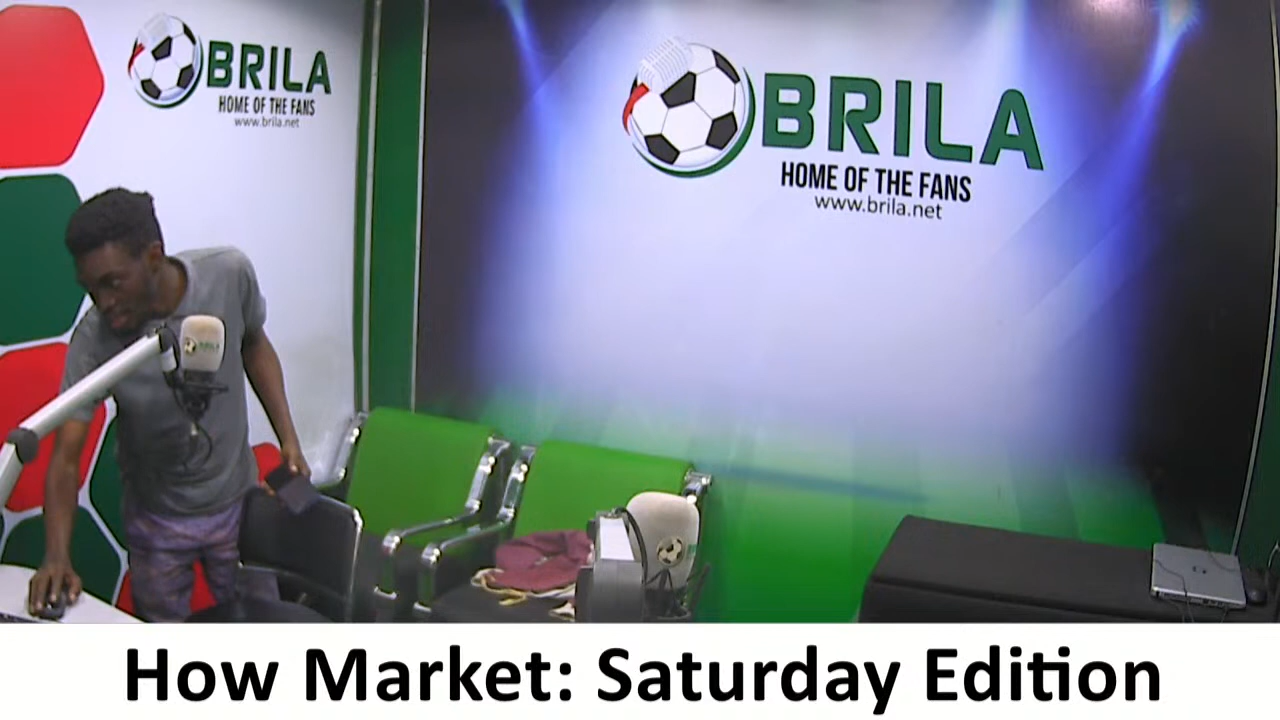 BRILA
HOME OF THE FANS
www.brila.net
BRILA
HOME OF THE FANS
www.brila.net
How Market: Saturday Edition